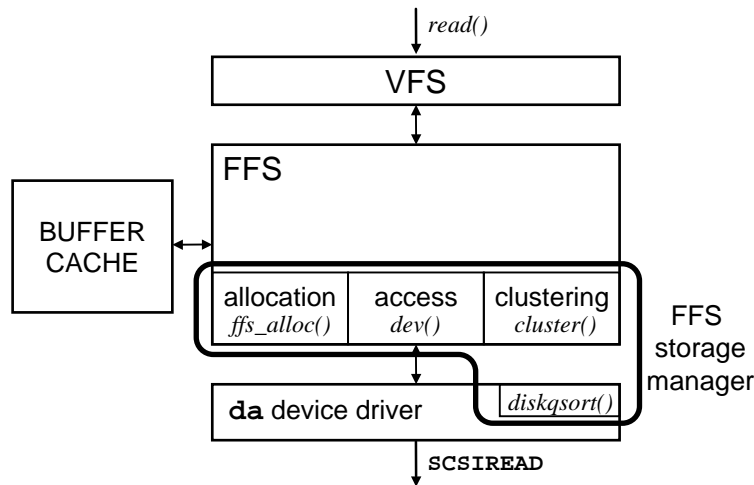 read()
VFS
FFS
BUFFER
CACHE
allocation
ffs_alloc()
access
dev()
clustering
cluster()
FFS
storage
manager
da device driver
diskqsort()
SCSIREAD